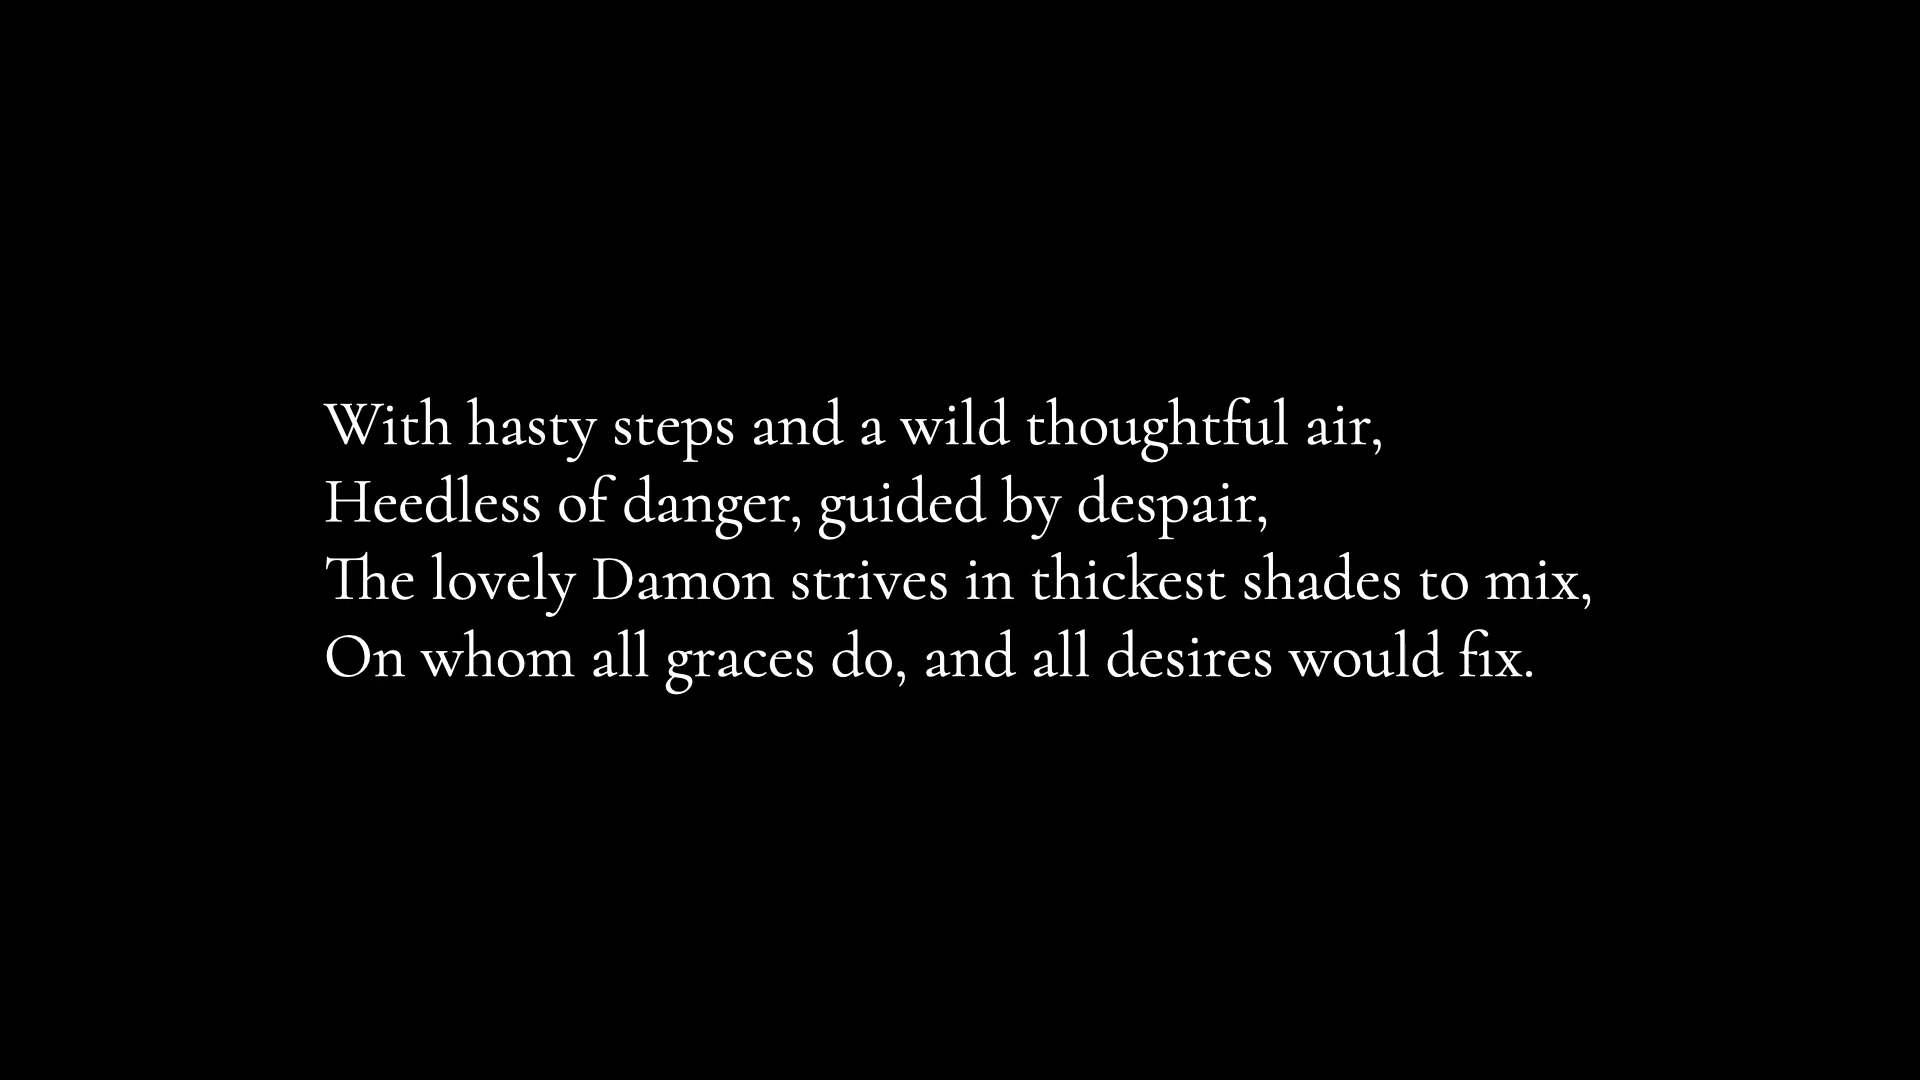 With hasty steps and a wild thoughtful air,
Heedless of danger, guided by despair,
The lovely Damon strives in thickest shades to mix,
On whom all graces do, and all desires would fix.